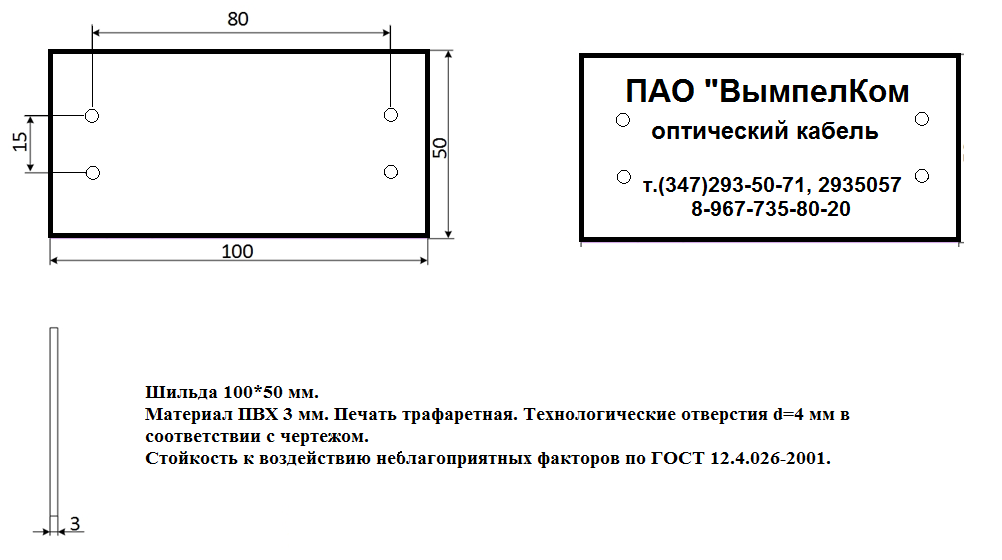 80
15
50
100
ПАО "ВымпелКом
оптический кабель
т.(347)293-50-71, 2935057
8-967-735-80-20
Шильда 100*50 мм.
Материал ПВХ 3 мм. Печать трафаретная. Технологические отверстия d=4 мм в
соответствии с чертежом.
Стойкость к воздействию неблагоприятных факторов по ГОСТ 12.4.026-2001.
3